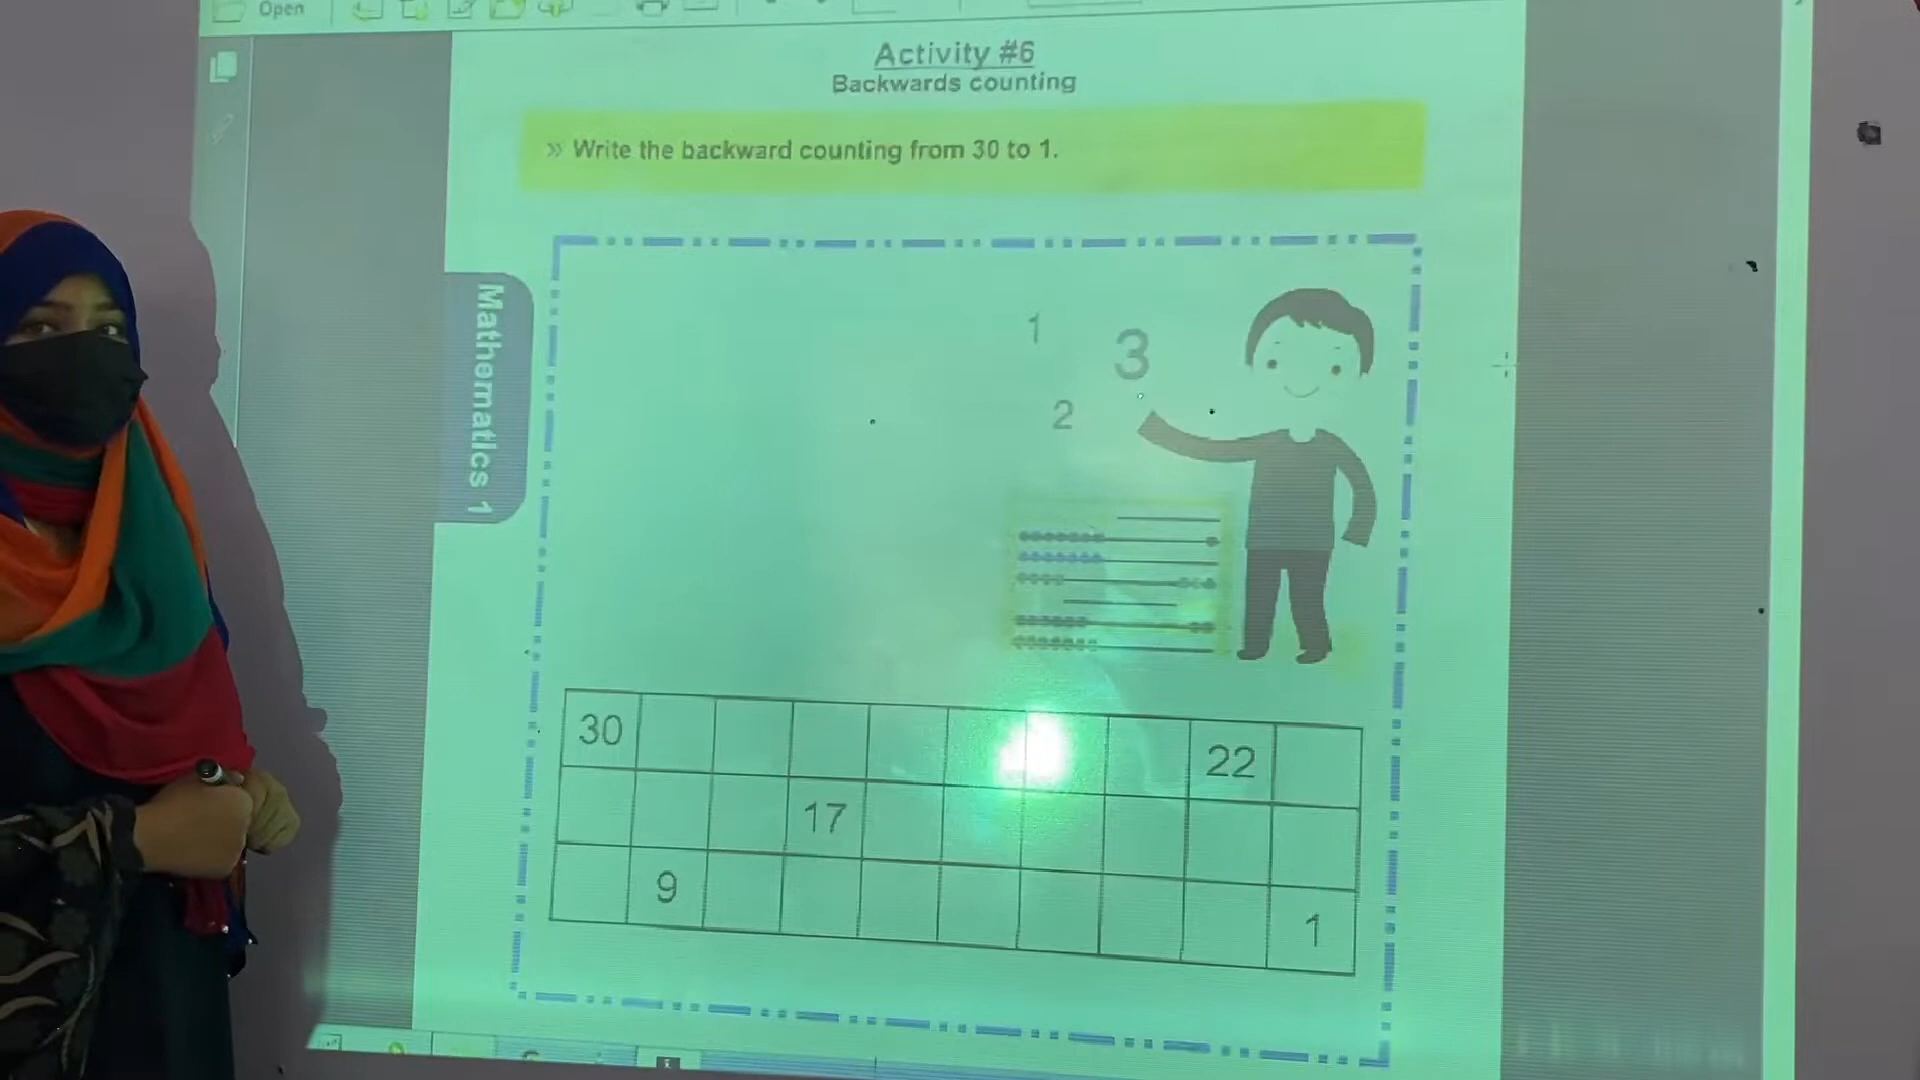 Open
Activity #6
Backwards counting
» Write the backward counting from 30 to 1.
Mathematics 1
1
3
2
30 22
17
9 1